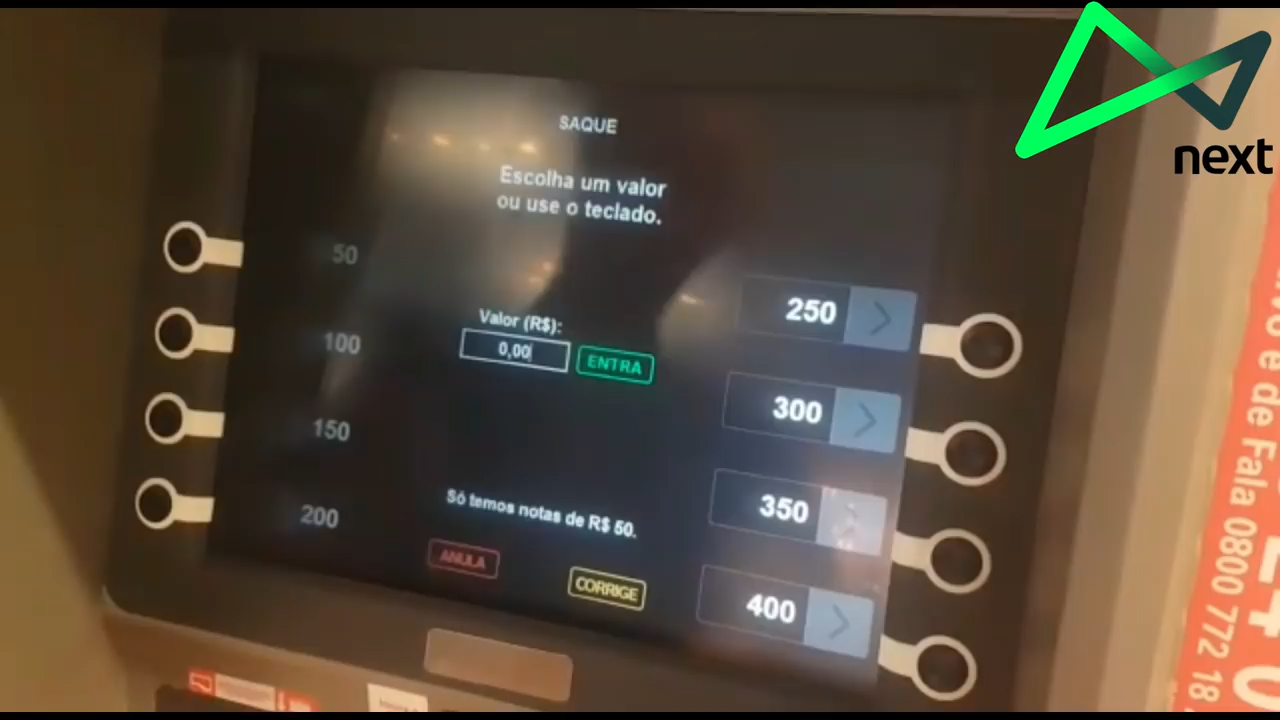 SAQUE
Escolha um valor
ou use o teclado.
50
100
150
200
Valor (R$):
0,00
ENTRA
250
300
350
400
Só temos notas de R$ 50.
ANULA
CORRIGE
next
e de Fala 0800 772 18